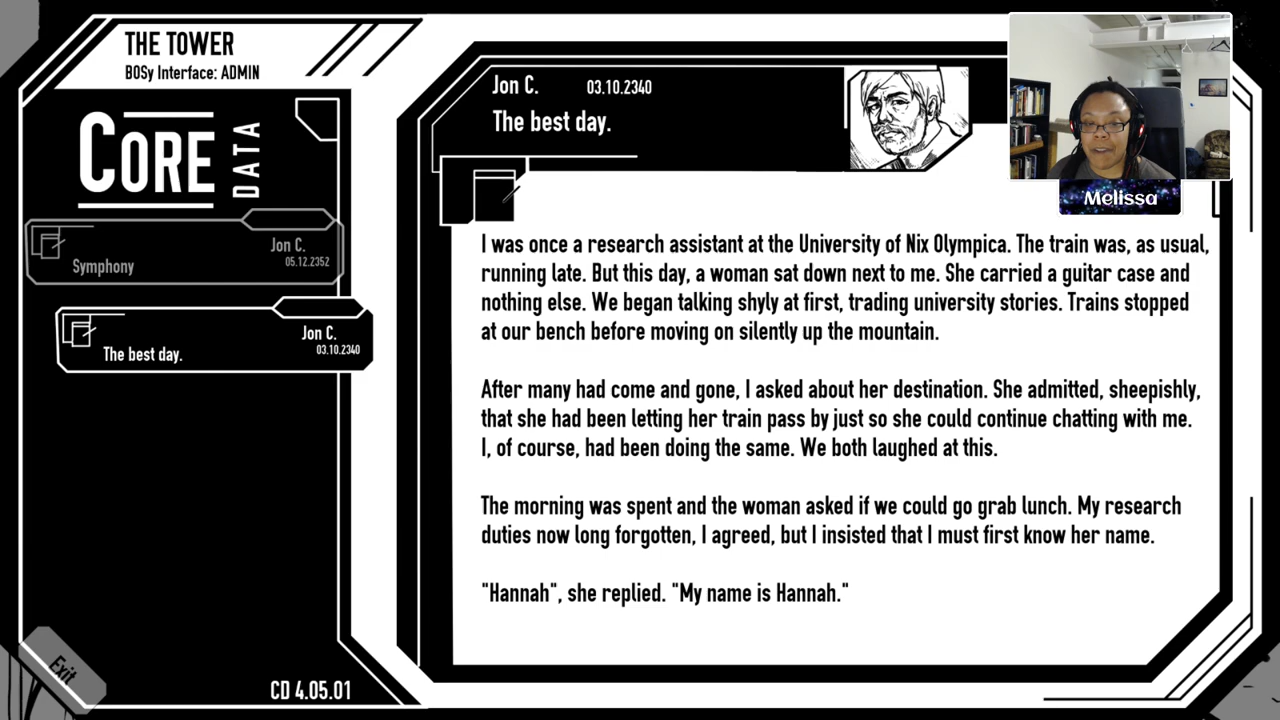 THE TOWER
BOSy Interface: ADMIN
CORE
DATA
Symphony
Jon C.
05.12.2352
The best day.
Jon C.
03.10.2340
Exit
CD 4.05.01
Jon C.
03.10.2340
The best day.
Melissa
I was once a research assistant at the University of Nix Olympica. The train was, as usual,
running late. But this day, a woman sat down next to me. She carried a guitar case and
nothing else. We began talking shyly at first, trading university stories. Trains stopped
at our bench before moving on silently up the mountain.
After many had come and gone, I asked about her destination. She admitted, sheepishly,
that she had been letting her train pass by just so she could continue chatting with me.
I, of course, had been doing the same. We both laughed at this.
The morning was spent and the woman asked if we could go grab lunch. My research
duties now long forgotten, I agreed, but I insisted that I must first know her name.
"Hannah", she replied. "My name is Hannah."